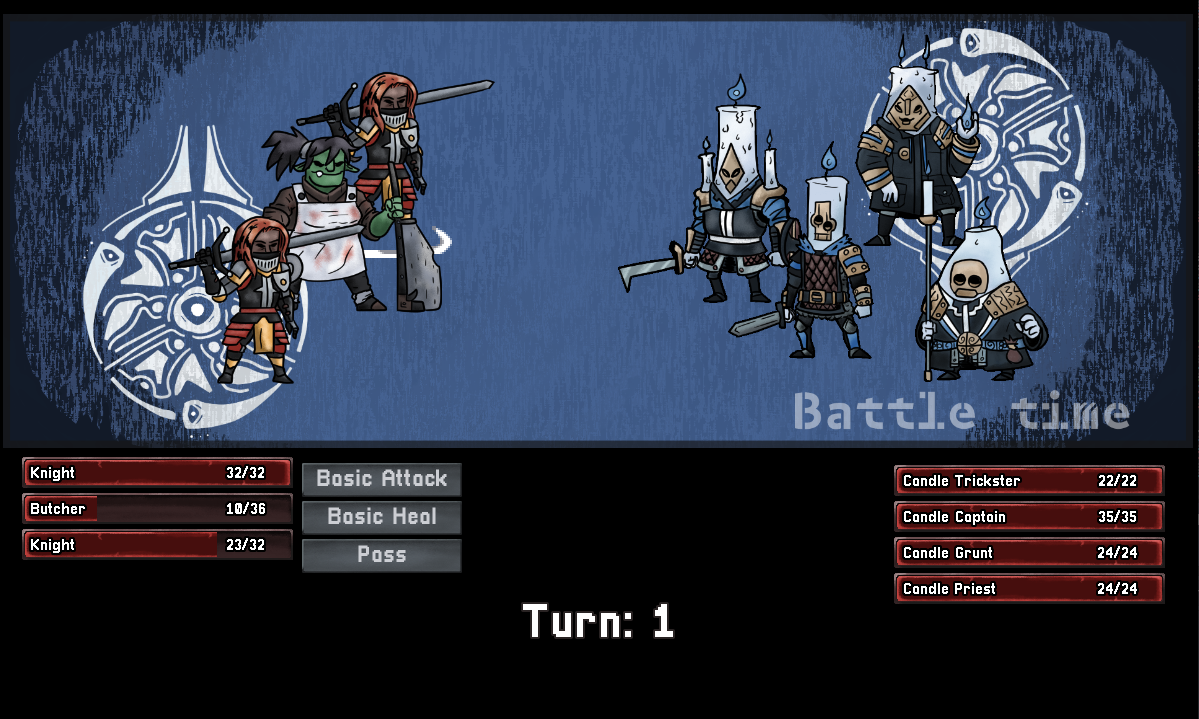 Battle time
Knight 32/32
Butcher 10/36
Knight 23/32
Basic Attack
Basic Heal
Pass
Candle Trickster 22/22
Candle Captain 35/35
Candle Grunt 24/24
Candle Priest 24/24
Turn: 1